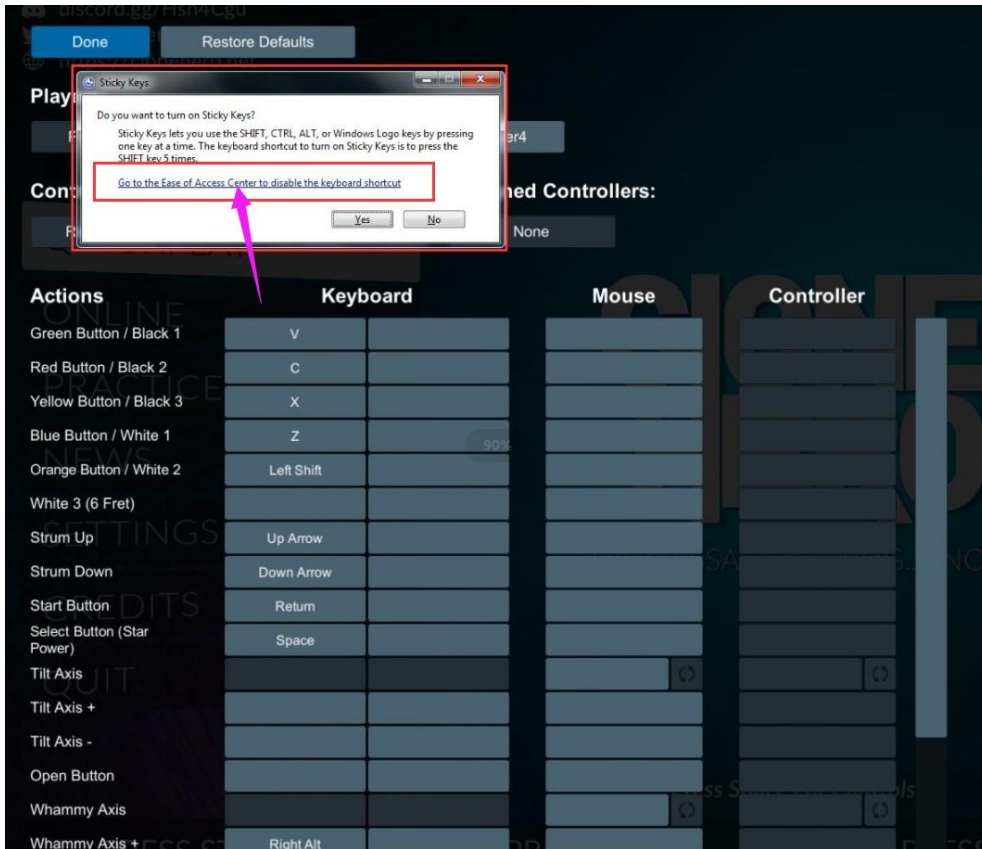 discord.gg/Hsh4Cgu
Done
Restore Defaults
Sticky Keys
Play
Do you want to turn on Sticky Keys?
Sticky Keys lets you use the SHIFT, CTRL, ALT, or Windows Logo keys by pressing
one key at a time. The keyboard shortcut to turn on Sticky Keys is to press the
SHIFT key 5 times.
er4
Go to the Ease of Access Center to disable the keyboard shortcut
Con
ned Controllers:
Yes
No
None
Actions
Keyboard
Mouse
Controller
ONLINE
Green Button / Black 1
V
Red Button / Black 2
C
PRACTICE
Yellow Button / Black 3
X
Blue Button / White 1
Z
90%
NEWS
Orange Button / White 2
Left Shift
White 3 (6 Fret)
SETTINGS
Strum Up
Up Arrow
Strum Down
Down Arrow
CREDITS
Start Button
Return
Select Button (Star
Power)
Space
Tilt Axis
QUIT
Tilt Axis +
Tilt Axis -
Open Button
Whammy Axis
Whammy Axis +
Right Alt